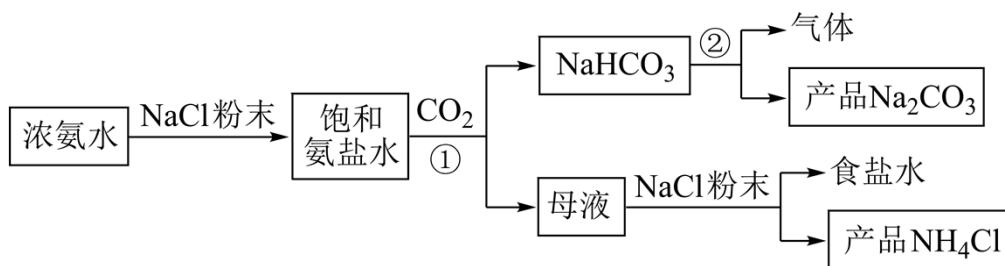 浓氨水
NaCl粉末
饱和
氨盐水
CO₂
①
NaHCO₃
②
气体
产品Na₂CO₃
母液
NaCl粉末
食盐水
产品NH₄Cl